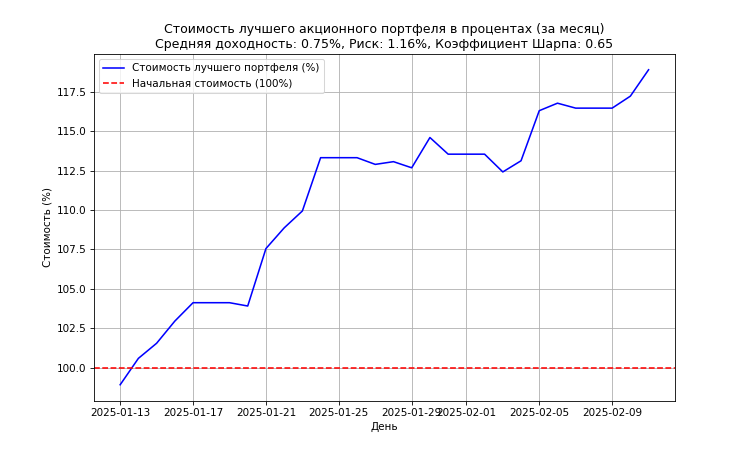 Стоимость лучшего акционного портфеля в процентах (за месяц)
Средняя доходность: 0.75%, Риск: 1.16%, Коэффициент Шарпа: 0.65
Стоимость лучшего портфеля (%)
Начальная стоимость (100%)
Стоимость (%)
117.5
115.0
112.5
110.0
107.5
105.0
102.5
100.0
2025-01-13 2025-01-17 2025-01-21 2025-01-25 2025-01-29 2025-02-01 2025-02-05 2025-02-09
День